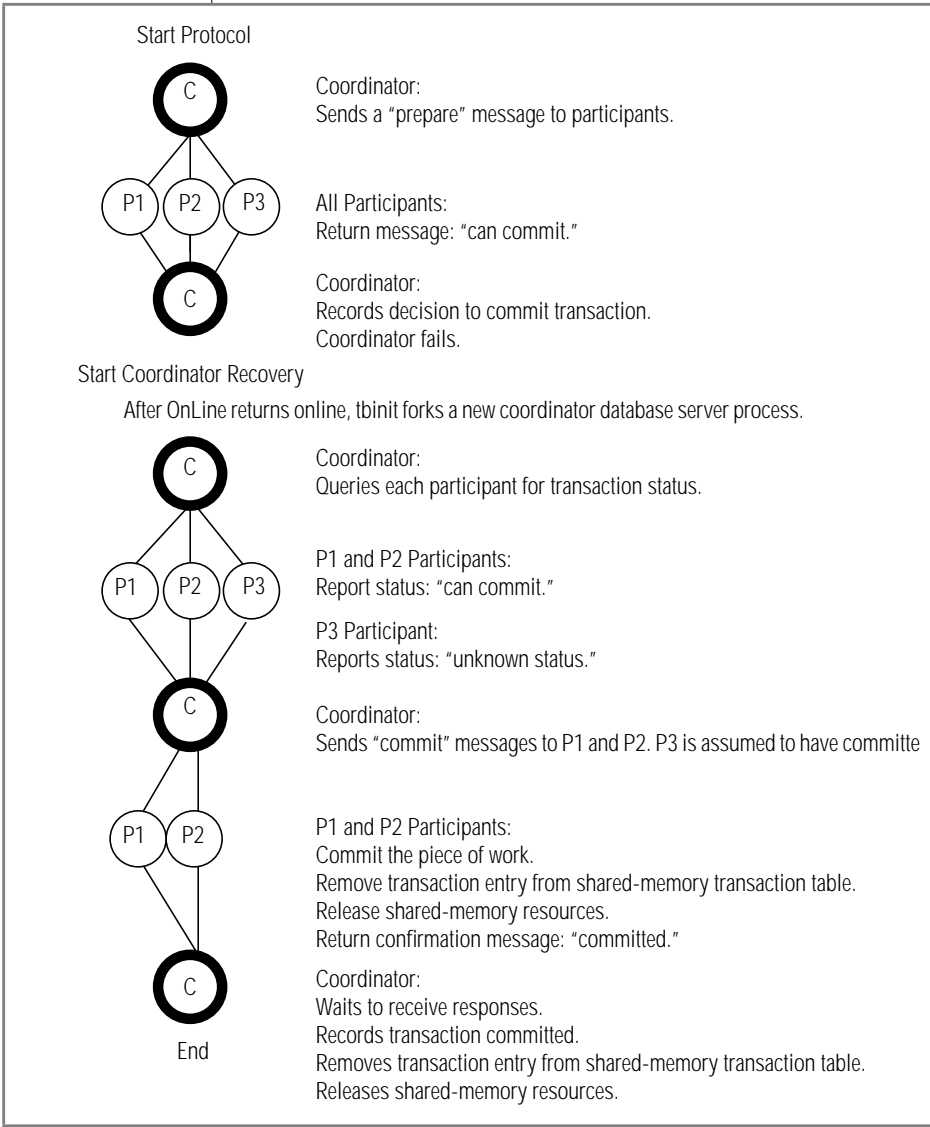 Start Protocol
C
Coordinator:
Sends a “prepare” message to participants.
P1 P2 P3
All Participants:
Return message: “can commit.”
C
Coordinator:
Records decision to commit transaction.
Coordinator fails.
Start Coordinator Recovery
After OnLine returns online, tbinit forks a new coordinator database server process.
C
Coordinator:
Queries each participant for transaction status.
P1 P2 P3
P1 and P2 Participants:
Report status: “can commit.”
P3 Participant:
Reports status: “unknown status.”
C
Coordinator:
Sends “commit” messages to P1 and P2. P3 is assumed to have committe
P1 P2
P1 and P2 Participants:
Commit the piece of work.
Remove transaction entry from shared-memory transaction table.
Release shared-memory resources.
Return confirmation message: “committed.”
C
Coordinator:
Waits to receive responses.
Records transaction committed.
End
Removes transaction entry from shared-memory transaction table.
Releases shared-memory resources.